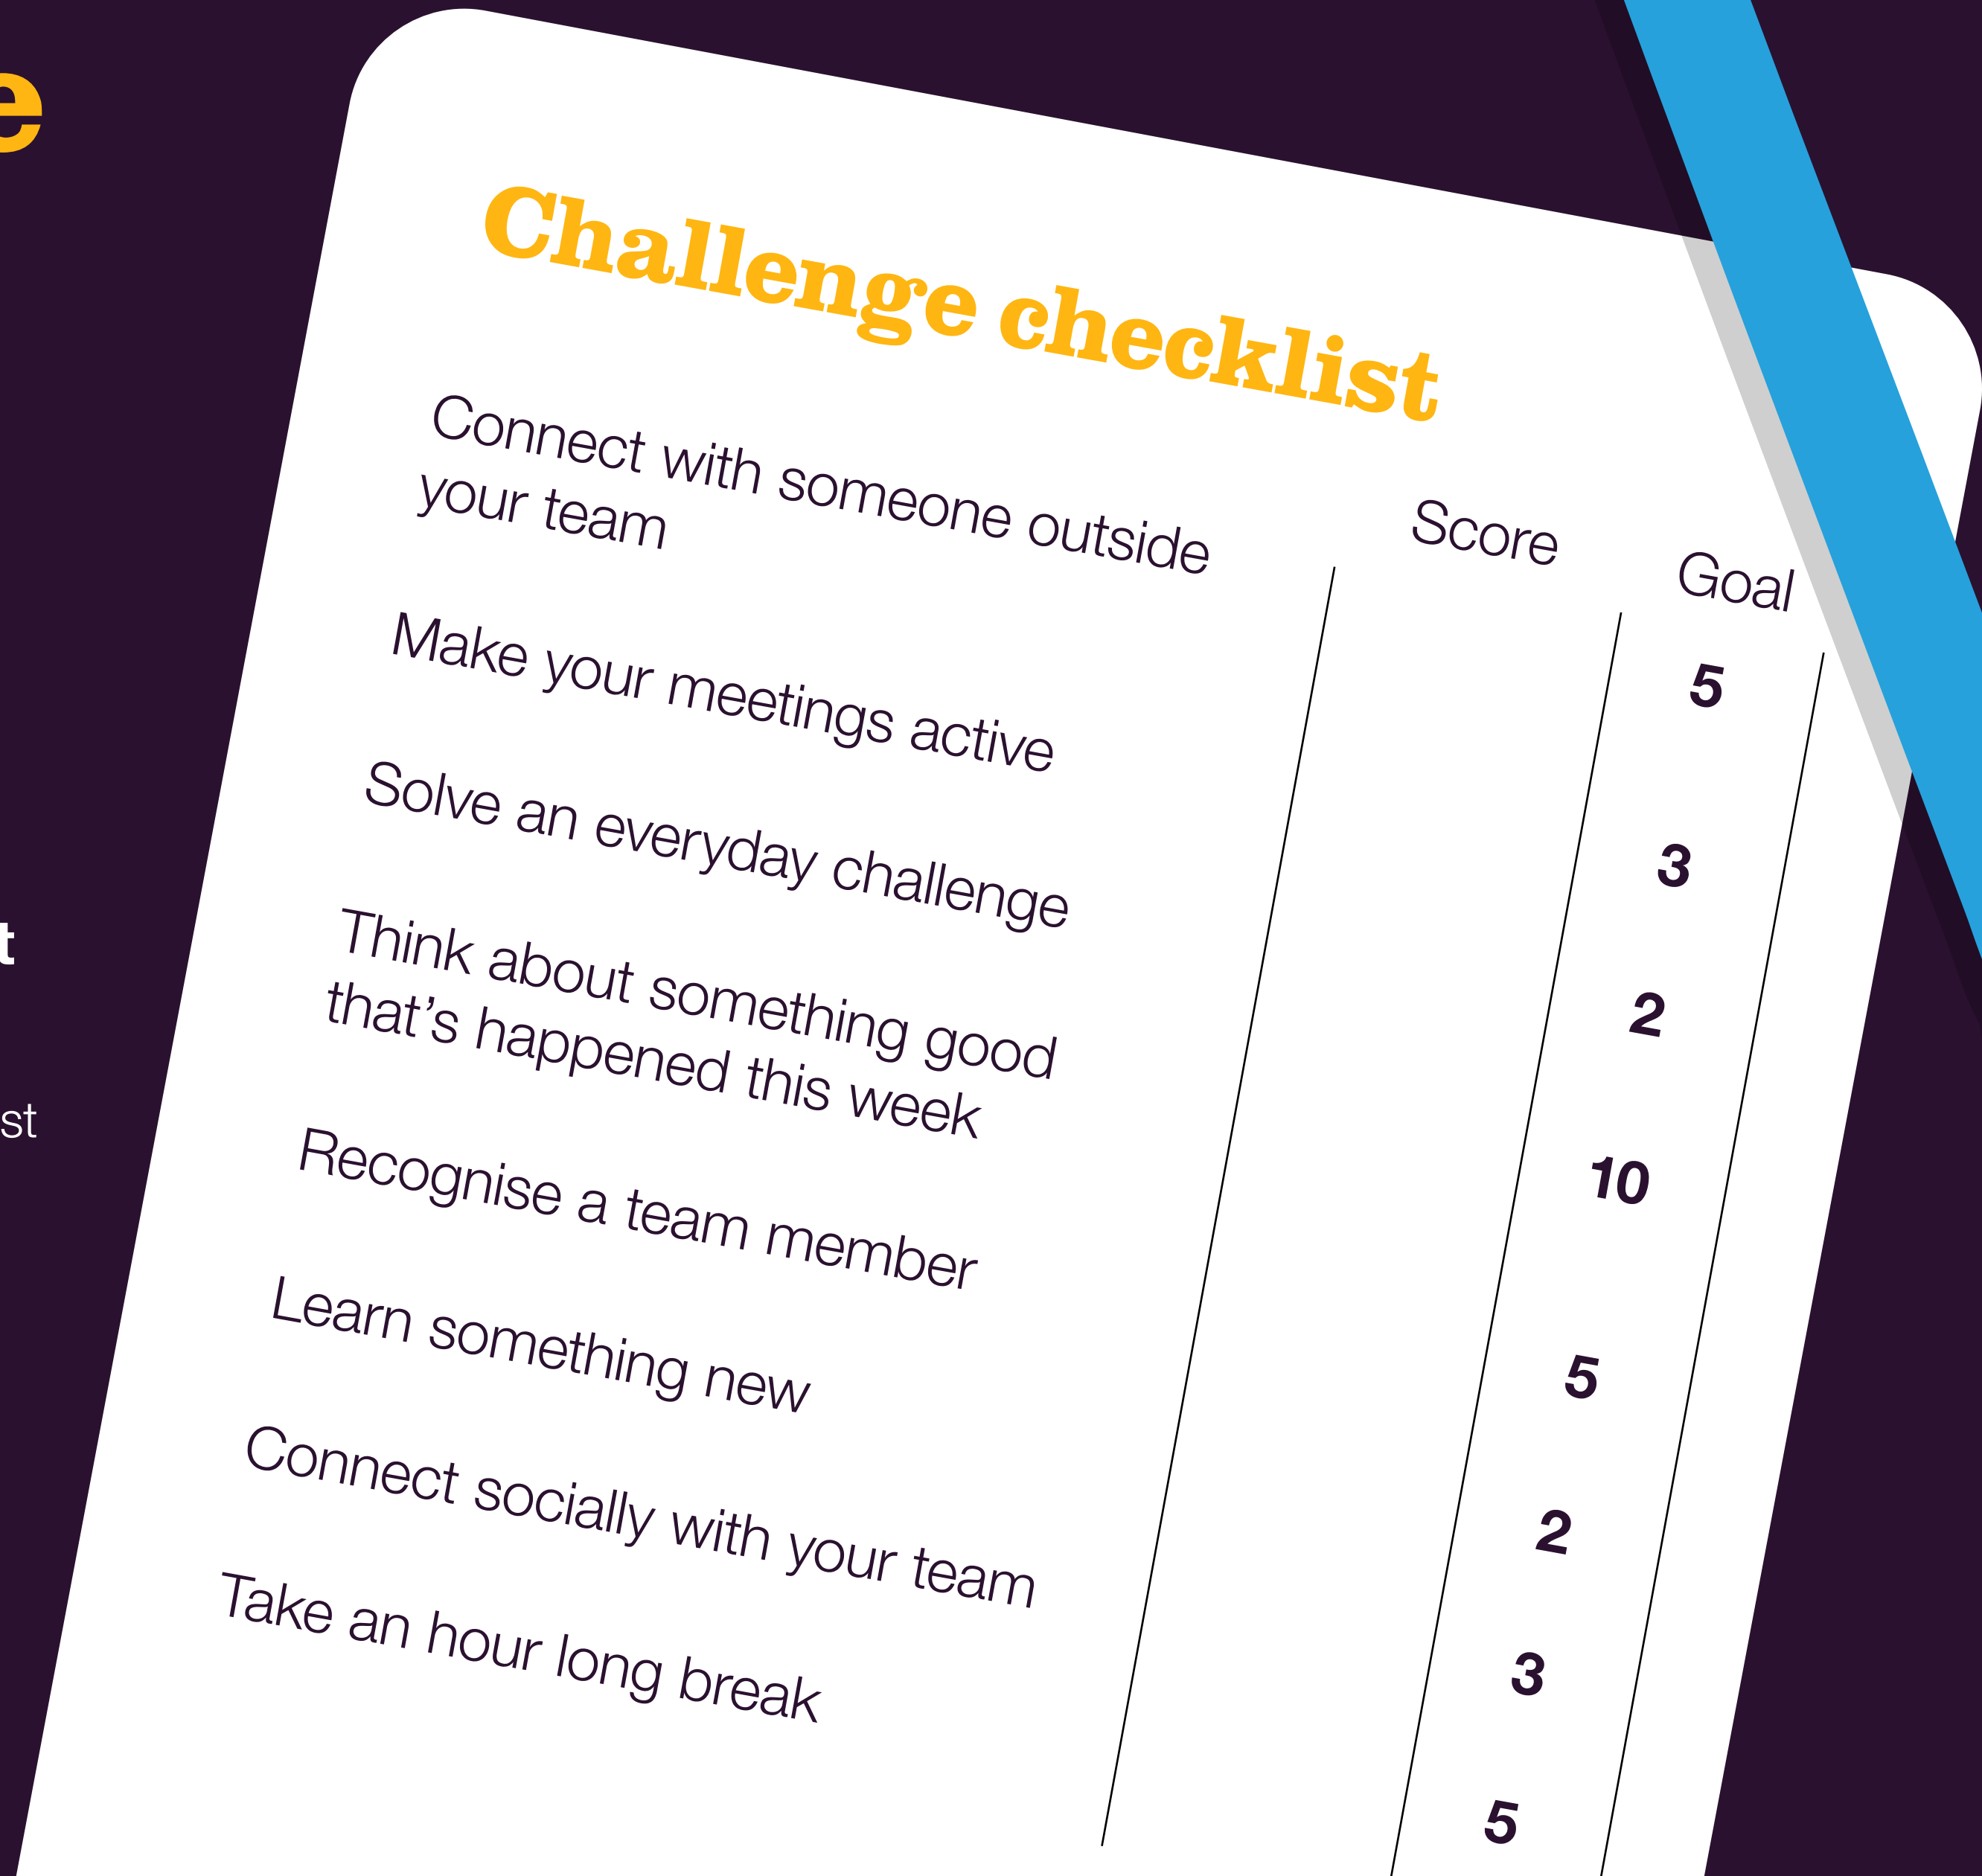 e
t
st
Challenge checklist
Score
Goal
Connect with someone outside
your team
5
Make your meetings active
3
Solve an everyday challenge
2
Think about something good
that’s happened this week
10
Recognise a team member
5
Learn something new
2
Connect socially with your team
3
Take an hour long break
5